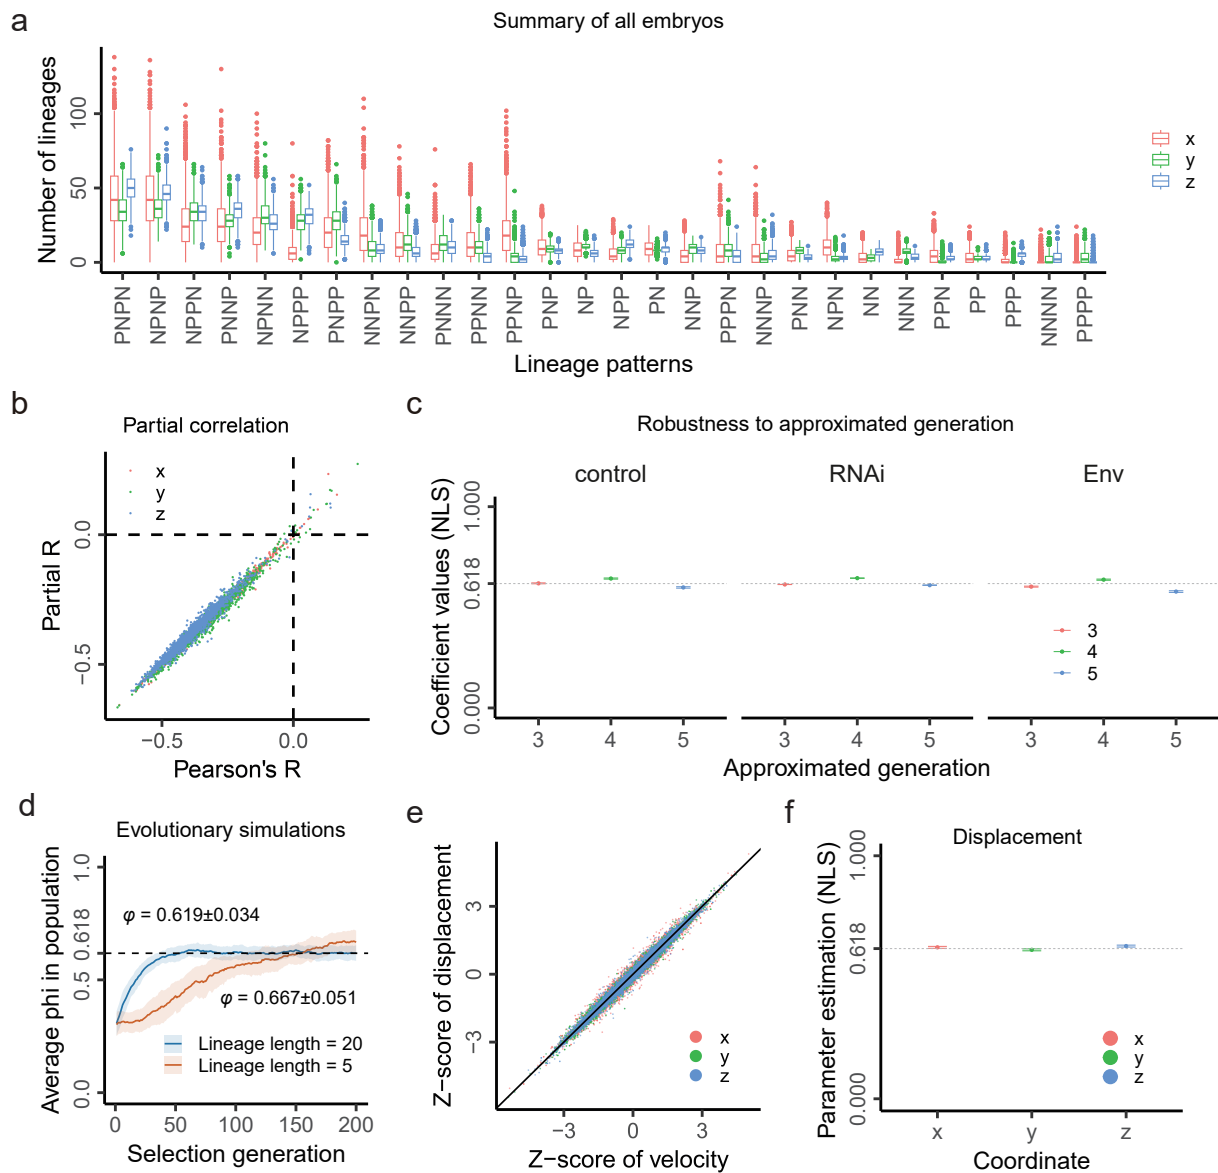 a
Summary of all embryos
Number of lineages
100
50
0
x
y
z
PNPN
NPNP
NPPN
PNNP
NPNN
NPPP
PNPP
NNPN
NNPP
PNNN
PPNN
PPNP
PNP
NP
NPP
PN
NNP
PPPN
NNNP
PNN
NPN
NN
NNN
PPN
PP
PPP
NNNN
PPPP
Lineage patterns
b
Partial correlation
x
y
z
Partial R
0.0
−0.5
−0.5
0.0
Pearson's R
c
Robustness to approximated generation
control
RNAi
Env
Coefficient values (NLS)
1.000
0.618
0.000
3
4
5
3 4 5
3 4 5
3 4 5
Approximated generation
d
Evolutionary simulations
Average phi in population
1.0
0.618
0.5
0.0
φ = 0.619±0.034
φ = 0.667±0.051
Lineage length = 20
Lineage length = 5
0 50 100 150 200
Selection generation
e
Z−score of displacement
3
0
−3
x
y
z
−3 0 3
Z−score of velocity
f
Displacement
Parameter estimation (NLS)
1.000
0.618
0.000
x
y
z
x y z
Coordinate